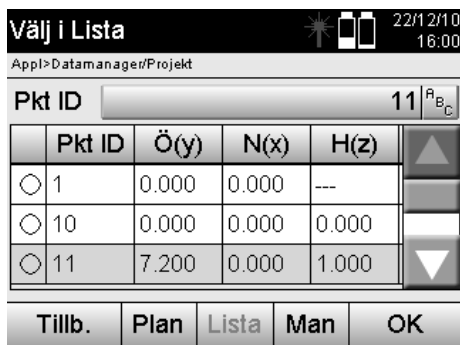 Välj i Lista 22/12/10
16:00
Appl>Datamanager/Projekt
Pkt ID 11 ABC
Pkt ID Ö(y) N(x) H(z)
1 0.000 0.000 ---
10 0.000 0.000 0.000
11 7.200 0.000 1.000
Tillb. Plan Lista Man OK